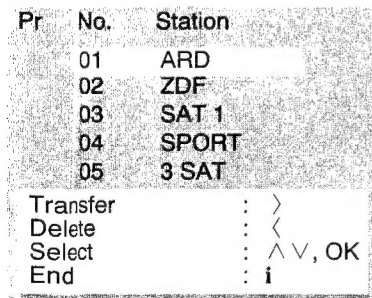 Pr No. Station
01 ARD
02 ZDF
03 SAT 1
04 SPORT
05 3 SAT
Transfer : 〉
Delete : 〈
Select : ∧ ∨, OK
End : i